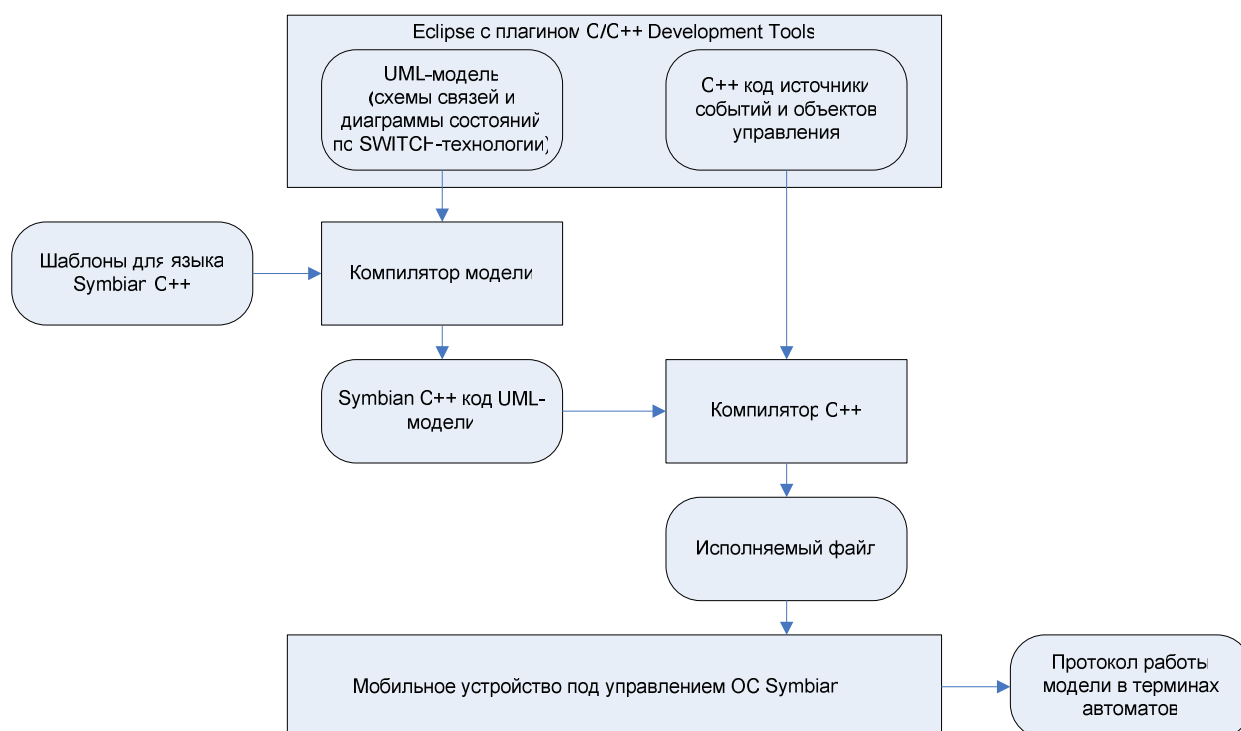 Eclipse с плагином C/C++ Development Tools
UML-модель
(схемы связей и
диаграммы состояний
по SWITCH-технологии)
C++ код источники
событий и объектов
управления
Шаблоны для языка
Symbian C++
Компилятор модели
Symbian C++ код UML-
модели
Компилятор C++
Исполняемый файл
Мобильное устройство под управлением ОС Symbian
Протокол работы
модели в терминах
автоматов